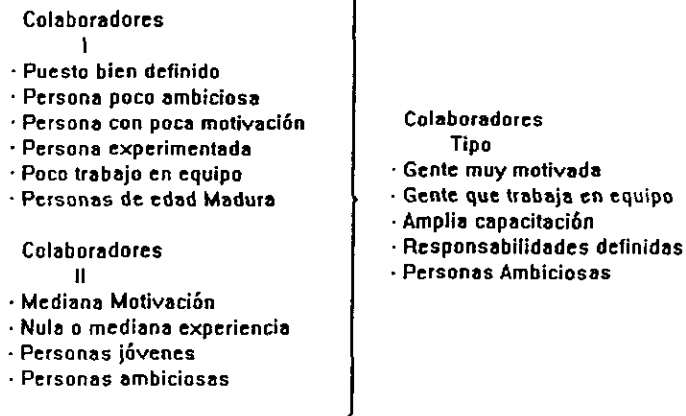 Colaboradores
I
· Puesto bien definido
· Persona poco ambiciosa
· Persona con poca motivación
· Persona experimentada
· Poco trabajo en equipo
· Personas de edad Madura
Colaboradores
II
· Mediana Motivación
· Nula o mediana experiencia
· Personas jóvenes
· Personas ambiciosas
Colaboradores
Tipo
· Gente muy motivada
· Gente que trabaja en equipo
· Amplia capacitación
· Responsabilidades definidas
· Personas Ambiciosas